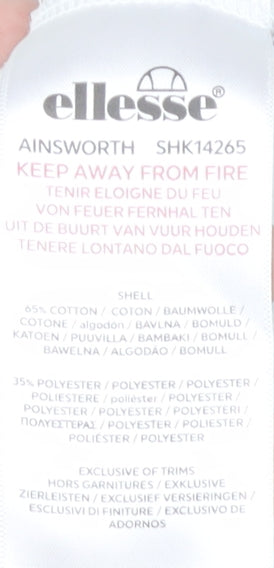 ellesse®
AINSWORTH SHK14265
KEEP AWAY FROM FIRE
TENIR ELOIGNE DU FEU
VON FEUER FERNHAL TEN
UIT DE BUURT VAN VUUR HOUDEN
TENERE LONTANO DAL FUOCO
SHELL
65% COTTON / COTON / BAUMWOLLE /
COTONE / algodón / BAVLNA / BOMULD /
KATOEN / PUUVILLA / BAMBAKI / BOMULL /
BAWELNA / ALGODÃO / BOMULL
35% POLYESTER / POLYESTER / POLYESTER /
POLIESTERE / poliéster / POLYESTER /
POLYESTER / POLYESTER / POLYESTERI /
ΠΟΛΥΕΣΤΕΡΑΣ / POLYESTER / POLIESTER /
POLIÉSTER / POLYESTER
EXCLUSIVE OF TRIMS
HORS GARNITURES / EXKLUSIVE
ZIERLEISTEN / EXCLUSIEF VERSIERINGEN /
ESCLUSIVI DI FINITURE / EXCLUSIVO DE
ADORNOS